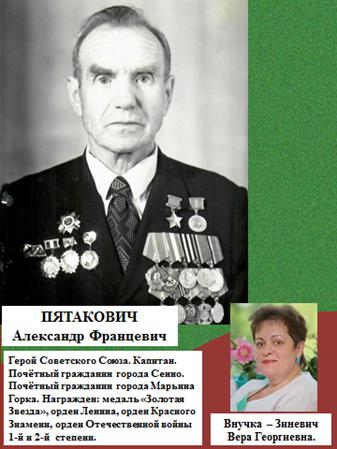 ПЯТАКОВИЧ
Александр Францевич
Герой Советского Союза. Капитан.
Почётный гражданин города Сенно.
Почётный гражданин города Марьина
Горка. Награжден: медаль «Золотая
Звезда», орден Ленина, орден Красного
Знамени, орден Отечественной войны
1-й и 2-й степени.
Внучка – Зиневич
Вера Георгиевна.